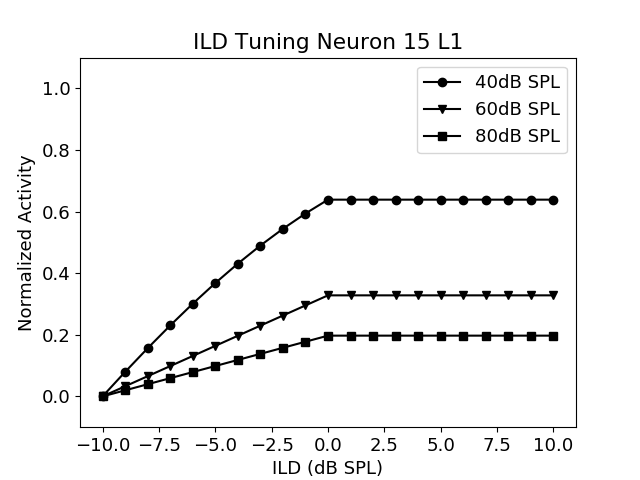 ILD Tuning Neuron 15 L1
40dB SPL
60dB SPL
80dB SPL
Normalized Activity
1.0
0.8
0.6
0.4
0.2
0.0
−10.0 −7.5 −5.0 −2.5 0.0 2.5 5.0 7.5 10.0
ILD (dB SPL)